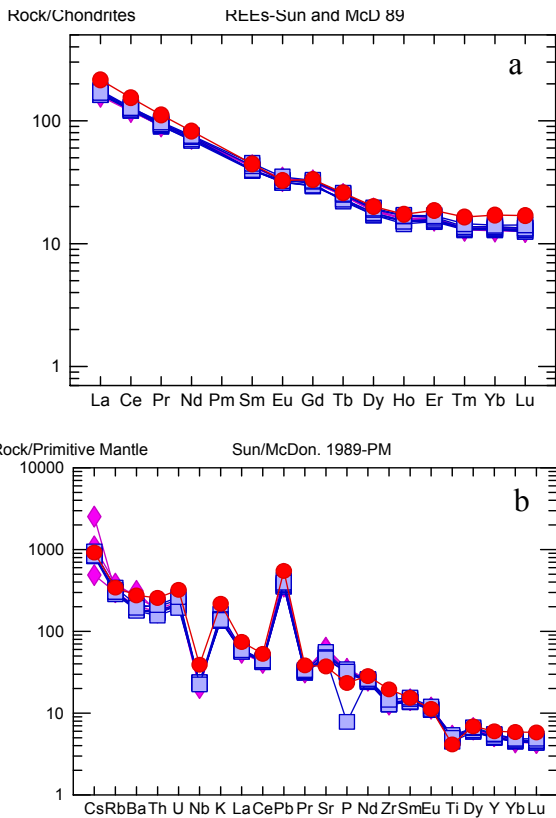 Rock/Chondrites REEs-Sun and McD 89
a
100
10
1
La Ce Pr Nd Pm Sm Eu Gd Tb Dy Ho Er Tm Yb Lu
Rock/Primitive Mantle Sun/McDon. 1989-PM
10000
b
1000
100
10
1
CsRbBaTh U Nb K LaCePb Pr Sr P NdZrSmEu Ti Dy Y YbLu